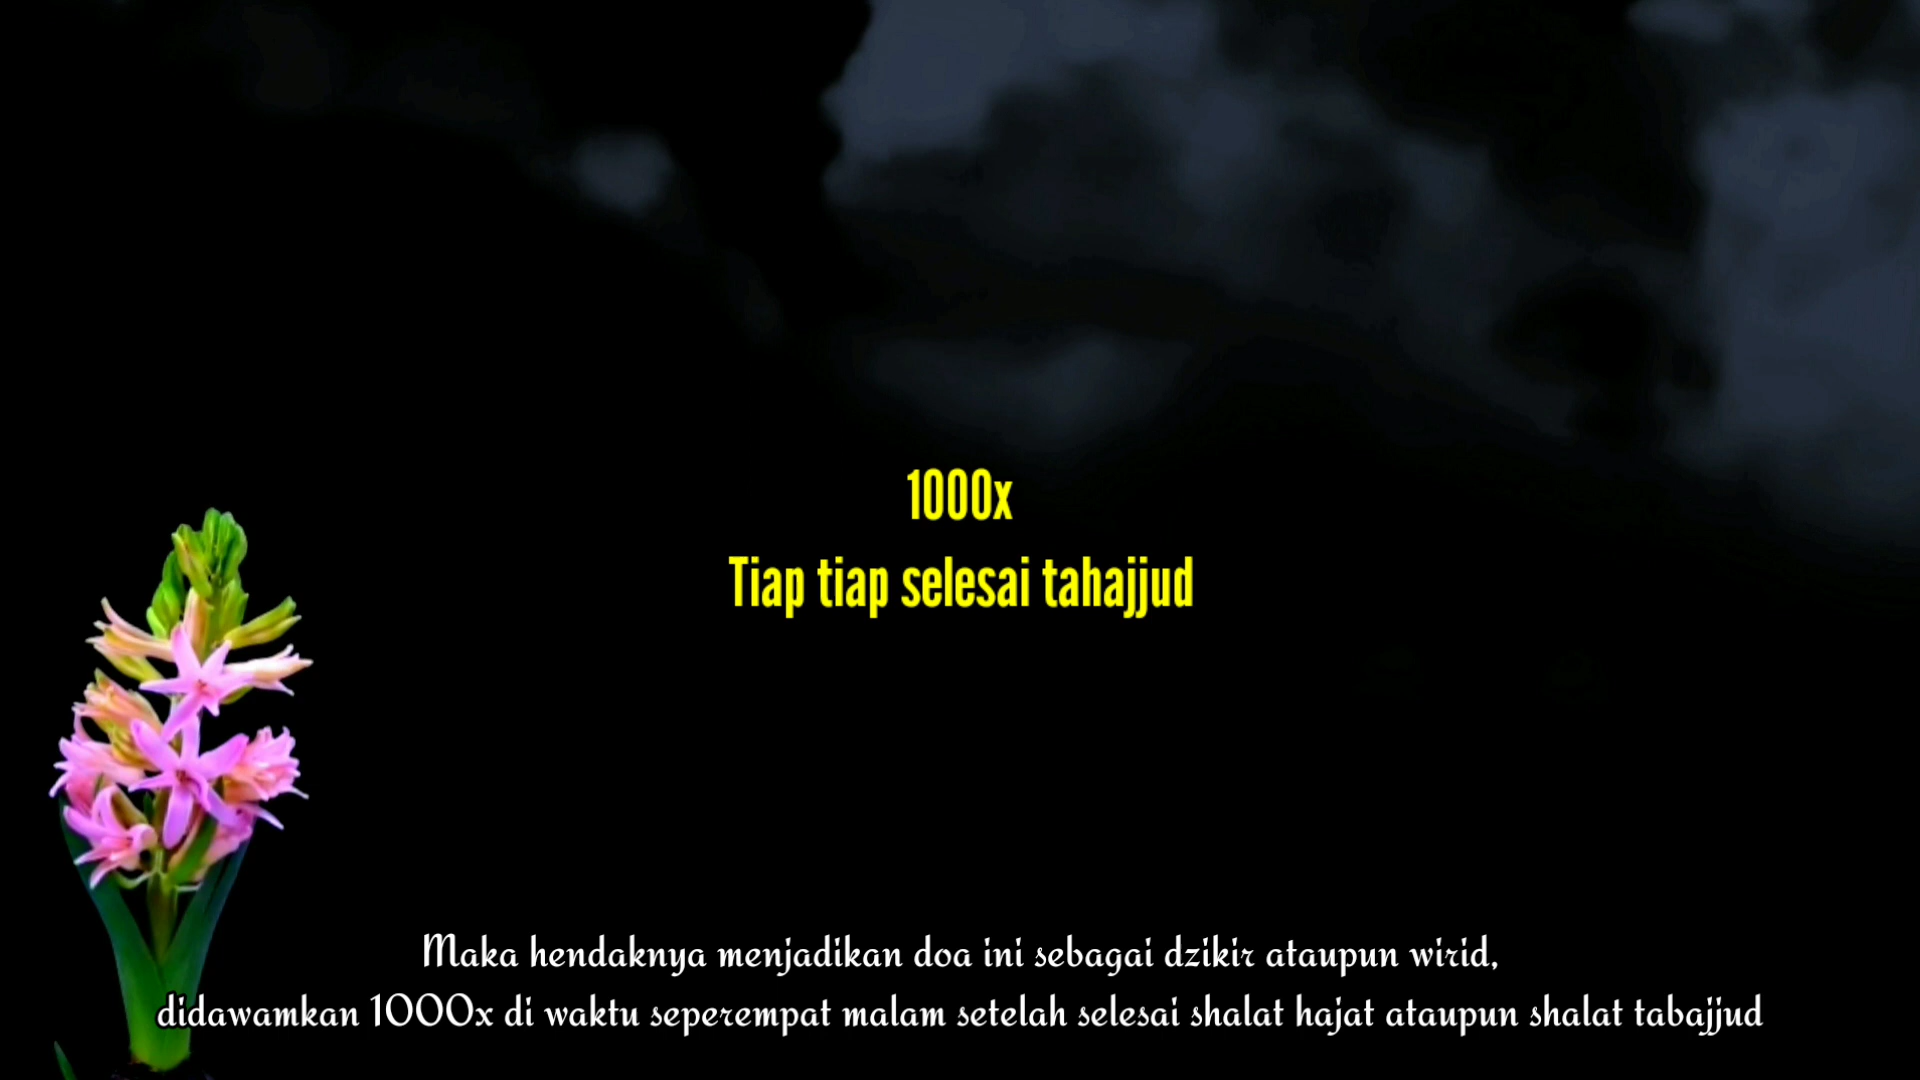 1000x
Tiap tiap selesai tahajjud
Maka hendaknya menjadikan doa ini sebagai dzikir ataupun wirid,
didawamkan 1000x di waktu seperempat malam setelah selesai shalat hajat ataupun shalat tabajjud